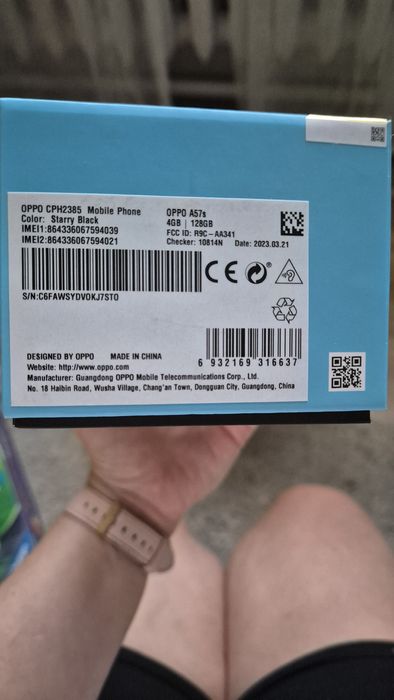 OPPO CPH2385 Mobile Phone
Color: Starry Black
IMEI1:864336067594039
IMEI2:864336067594021
OPPO A57s
4GB | 128GB
FCC ID: R9C-AA341
Checker: 10814N Date: 2023.03.21
CE
S/N:C6FAWSYDVOKJ7STO
6 932169 316637
DESIGNED BY OPPO MADE IN CHINA
Website: http://www.oppo.com
Manufacturer: Guangdong OPPO Mobile Telecommunications Corp., Ltd.
No. 18 Haibin Road, Wusha Village, Chang'an Town, Dongguan City, Guangdong, China